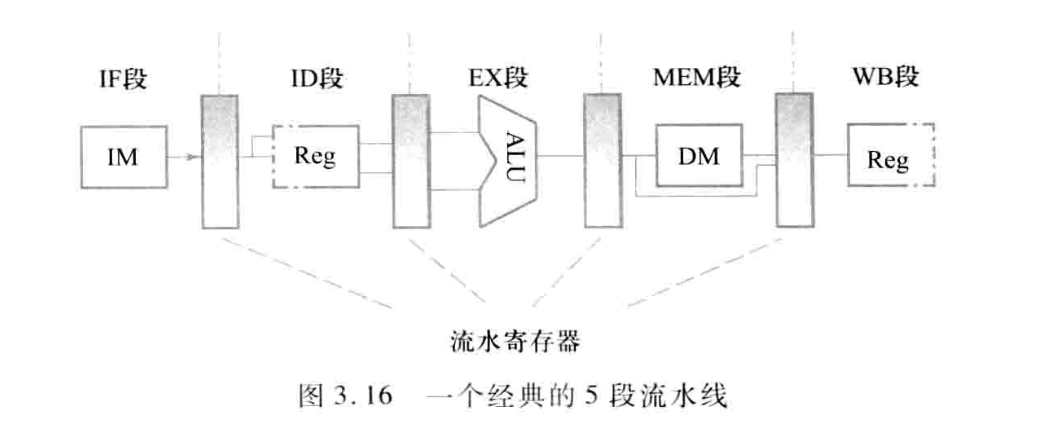 IF段 ID段 EX段 MEM段 WB段
IM Reg ALU DM Reg
流水寄存器
图 3.16 一个经典的 5 段流水线